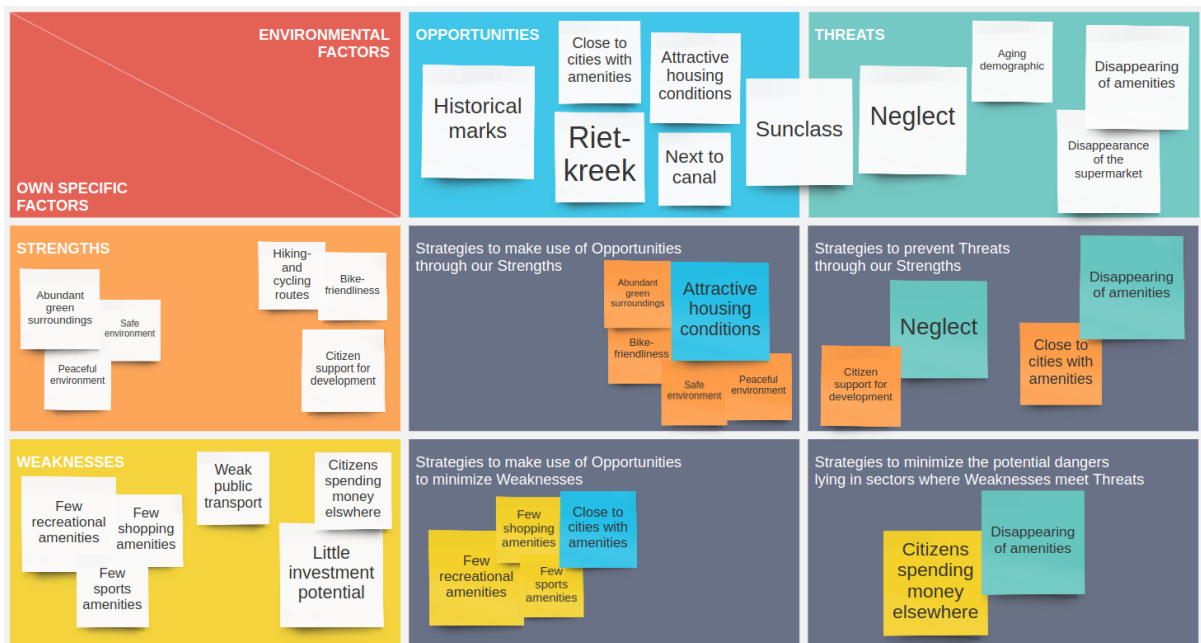 ENVIRONMENTAL
FACTORS
OWN SPECIFIC
FACTORS
OPPORTUNITIES
Historical
marks
Close to
cities with
amenities
Attractive
housing
conditions
Riet-
kreek
Next to
canal
Sunclass
THREATS
Neglect
Aging
demographic
Disappearing
of amenities
Disappearance
of the
supermarket
STRENGTHS
Abundant
green
surroundings
Safe
environment
Peaceful
environment
Hiking-
and
cycling
routes
Bike-
friendliness
Citizen
support for
development
Strategies to make use of Opportunities
through our Strengths
Abundant
green
surroundings
Attractive
housing
conditions
Bike-
friendliness
Safe
environment
Peaceful
environment
Strategies to prevent Threats
through our Strengths
Neglect
Disappearing
of amenities
Citizen
support for
development
Close to
cities with
amenities
WEAKNESSES
Few
recreational
amenities
Few
shopping
amenities
Few
sports
amenities
Weak
public
transport
Citizens
spending
money
elswhere
Little
investment
potential
Strategies to make use of Opportunities
to minimize Weaknesses
Few
shopping
amenities
Close to
cities with
amenities
Few
recreational
amenities
Few
sports
amenities
Strategies to minimize the potential dangers
lying in sectors where Weaknesses meet Threats
Citizens
spending
money
elsewhere
Disappearing
of amenities